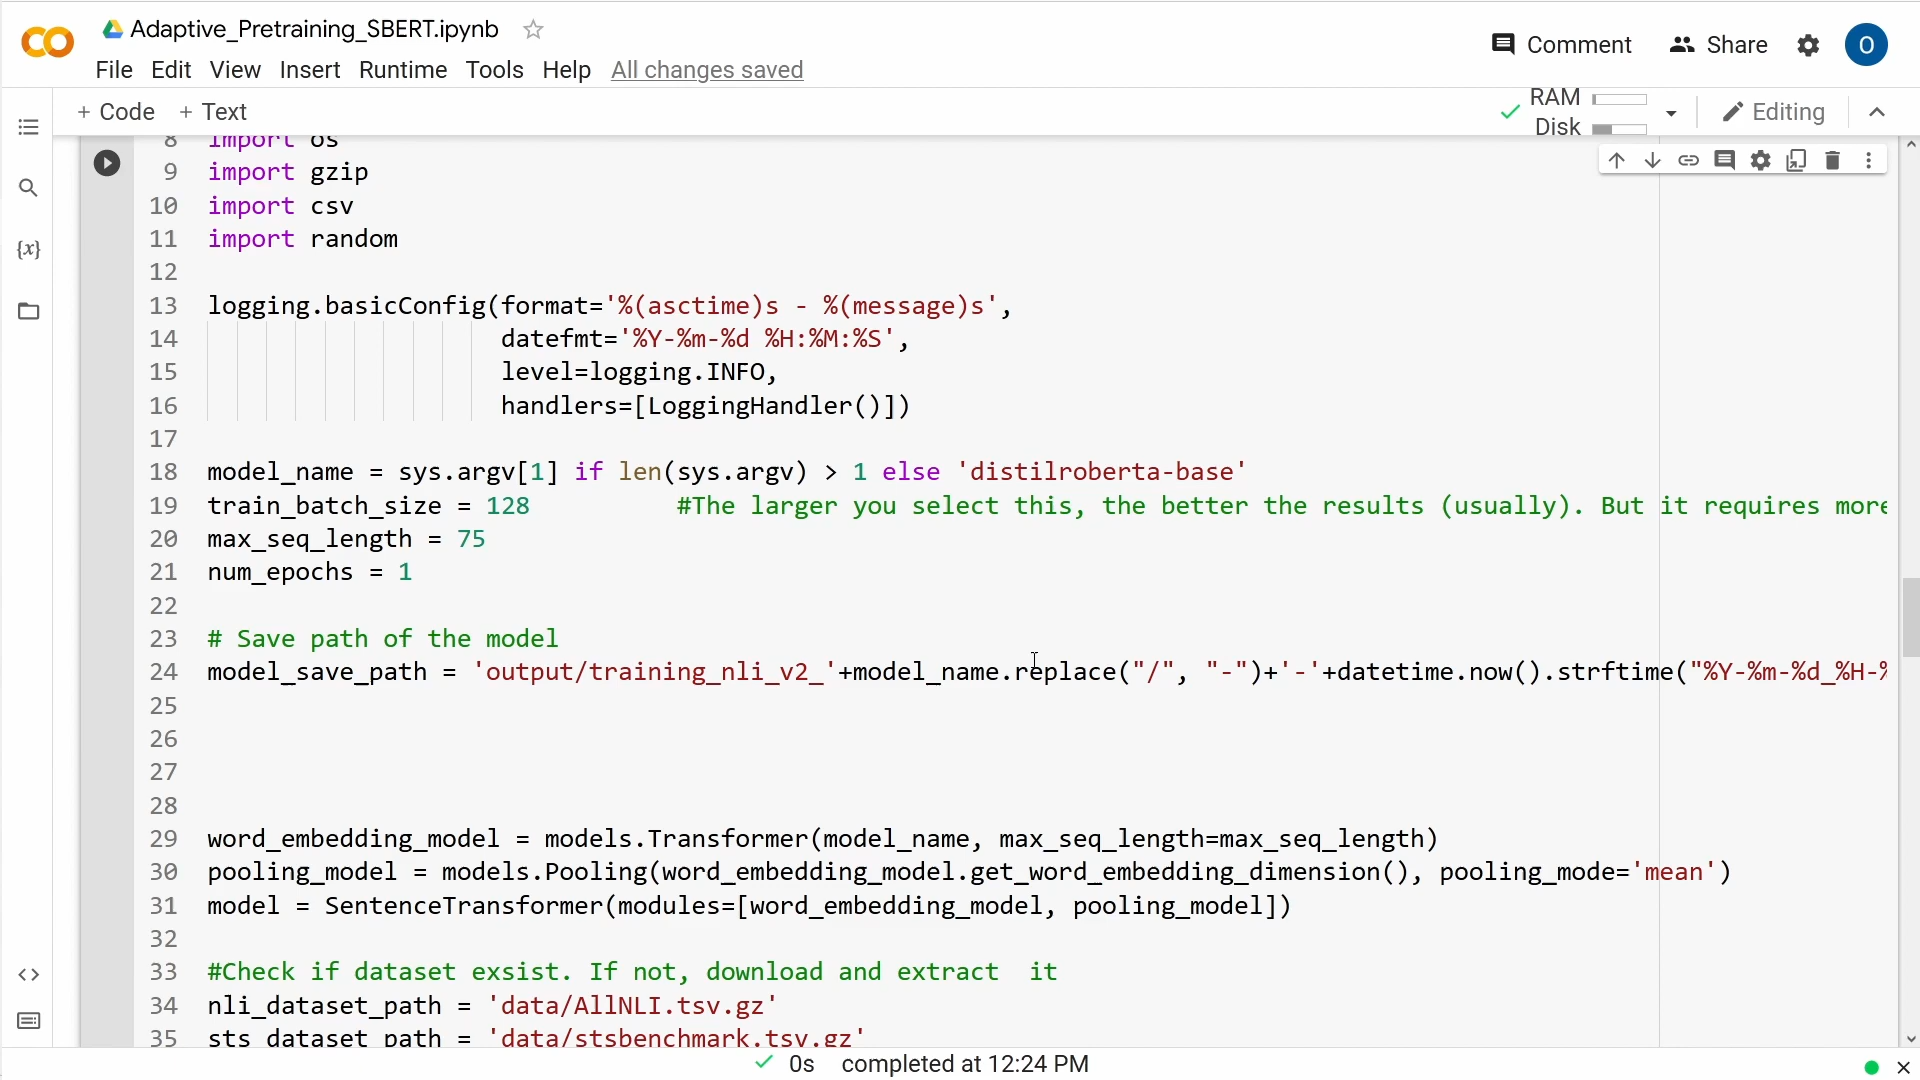 Adaptive_Pretraining_SBERT.ipynb
Comment
Share
O
File Edit View Insert Runtime Tools Help All changes saved
+ Code + Text
RAM
Disk
Editing
8 import os
9 import gzip
10 import csv
11 import random
12
13 logging.basicConfig(format='%(asctime)s - %(message)s',
14 datefmt='%Y-%m-%d %H:%M:%S',
15 level=logging.INFO,
16 handlers=[LoggingHandler()])
17
18 model_name = sys.argv[1] if len(sys.argv) > 1 else 'distilroberta-base'
19 train_batch_size = 128 #The larger you select this, the better the results (usually). But it requires more
20 max_seq_length = 75
21 num_epochs = 1
22
23 # Save path of the model
24 model_save_path = 'output/training_nli_v2_'+model_name.replace("/", "-")+'-'+datetime.now().strftime("%Y-%m-%d_%H-%
25
26
27
28
29 word_embedding_model = models.Transformer(model_name, max_seq_length=max_seq_length)
30 pooling_model = models.Pooling(word_embedding_model.get_word_embedding_dimension(), pooling_mode='mean')
31 model = SentenceTransformer(modules=[word_embedding_model, pooling_model])
32
33 #Check if dataset exsist. If not, download and extract  it
34 nli_dataset_path = 'data/AllNLI.tsv.gz'
35 sts_dataset_path = 'data/stsbenchmark.tsv.gz'
0s completed at 12:24 PM